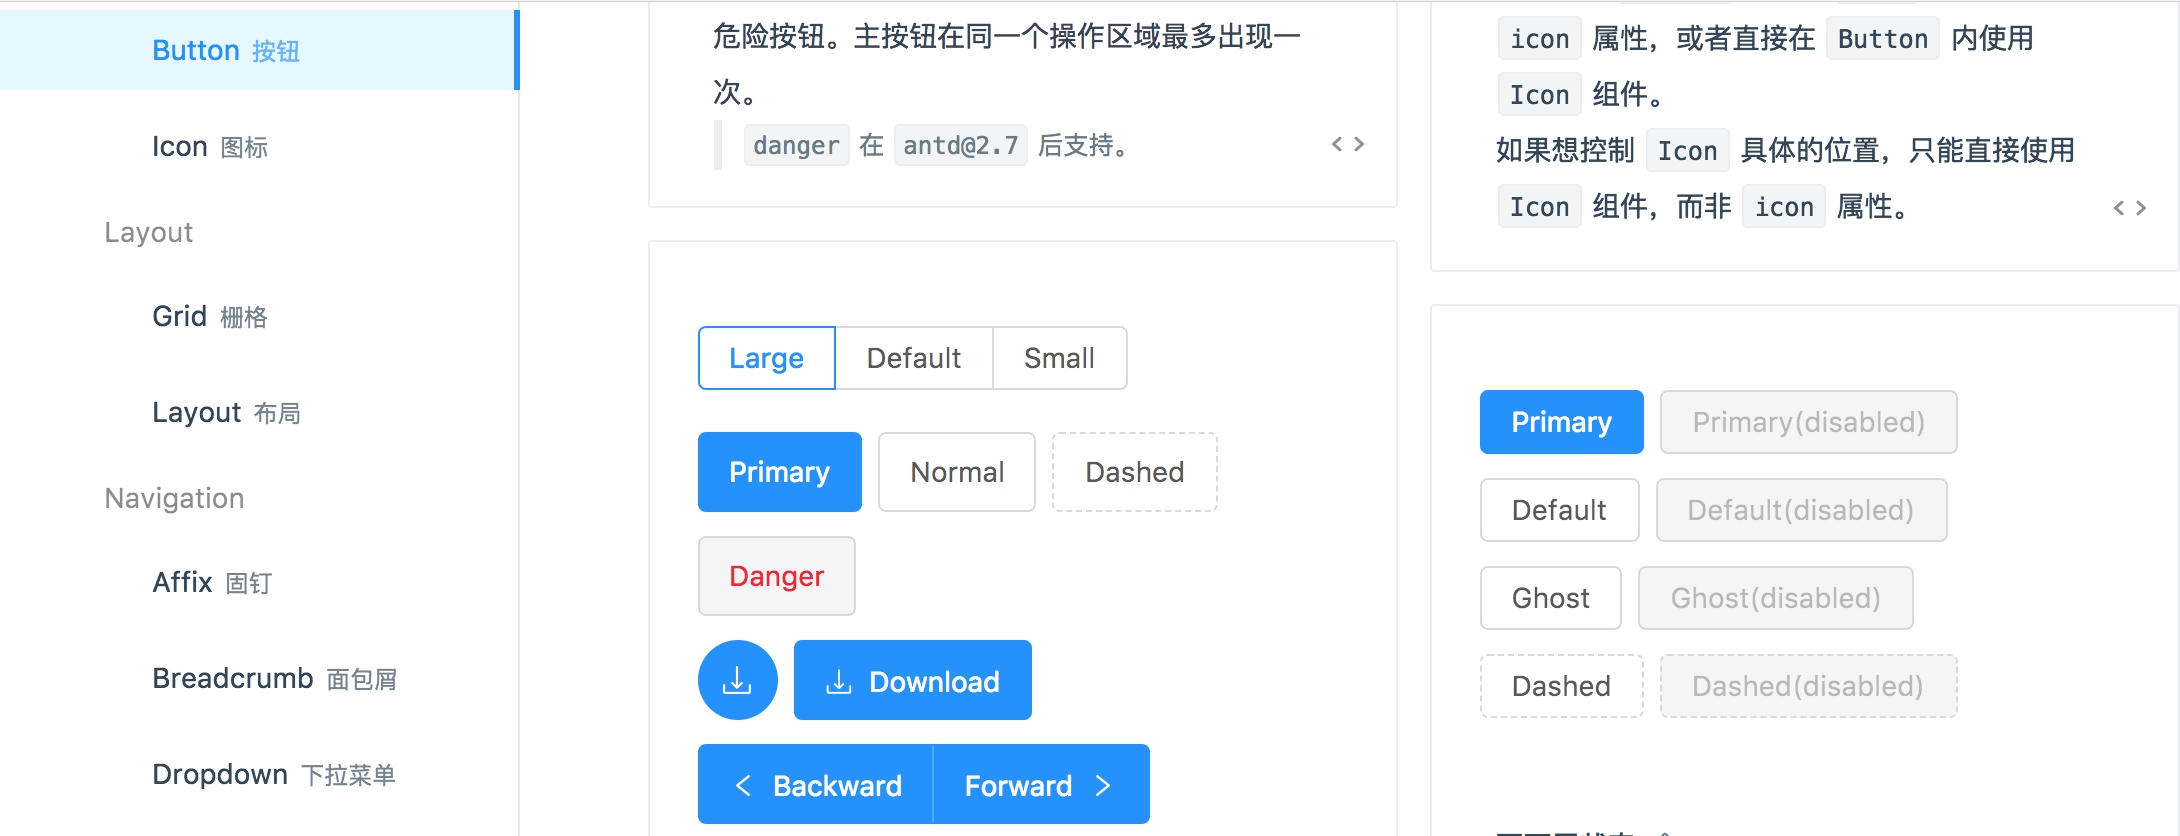 Button 按钮
Icon 图标
Layout
Grid 栅格
Layout 布局
Navigation
Affix 固钉
Breadcrumb 面包屑
Dropdown 下拉菜单
危险按钮。主按钮在同一个操作区域最多出现一
次。
danger 在 antd@2.7 后支持。
Large Default Small
Primary Normal Dashed
Danger
Download
Backward Forward
icon 属性，或者直接在 Button 内使用
Icon 组件。
如果想控制 Icon 具体的位置，只能直接使用
Icon 组件，而非 icon 属性。
Primary Primary(disabled)
Default Default(disabled)
Ghost Ghost(disabled)
Dashed Dashed(disabled)